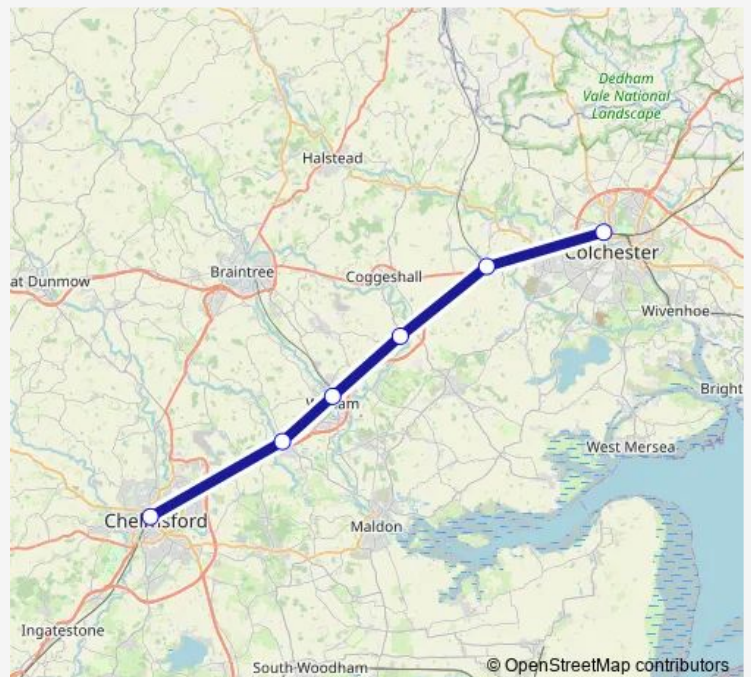 Dedham
Vale National
Landscape
Halstead
Colchester
Braintree
Coggeshall
at Dunmow
Wivenhoe
Bright
am
West Mersea
Chelmsford
Maldon
Ingatestone
South Woodham
© OpenStreetMap contributors